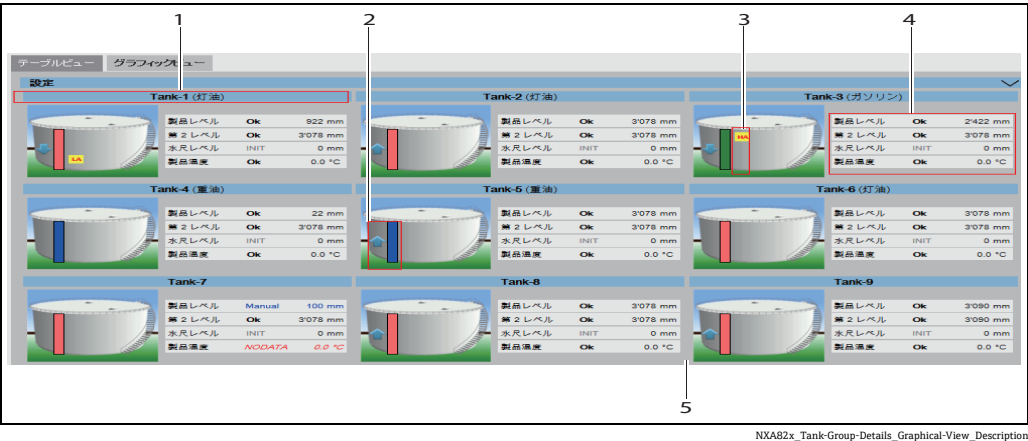 1 2 3 4
テーブルビュー グラフィックビュー
設定
Tank-1 (灯油) Tank-2 (灯油) Tank-3 (ガソリン)
製品レベル Ok 922 mm 製品レベル Ok 3'078 mm 製品レベル Ok 2'422 mm
第 2 レベル Ok 3'078 mm 第 2 レベル Ok 3'078 mm HA 第 2 レベル Ok 3'078 mm
水尺レベル INIT 0 mm 水尺レベル INIT 0 mm 水尺レベル INIT 0 mm
LA 製品温度 Ok 0.0 °C 製品温度 Ok 0.0 °C 製品温度 Ok 0.0 °C
Tank-4 (重油) Tank-5 (重油) Tank-6 (灯油)
製品レベル Ok 22 mm 製品レベル Ok 3'078 mm 製品レベル Ok 3'078 mm
第 2 レベル Ok 3'078 mm 第 2 レベル Ok 3'078 mm 第 2 レベル Ok 3'078 mm
水尺レベル INIT 0 mm 水尺レベル INIT 0 mm 水尺レベル INIT 0 mm
製品温度 Ok 0.0 °C 製品温度 Ok 0.0 °C 製品温度 Ok 0.0 °C
Tank-7 Tank-8 Tank-9
製品レベル Manual 100 mm 製品レベル Ok 3'078 mm 製品レベル Ok 3'090 mm
第 2 レベル Ok 3'078 mm 第 2 レベル Ok 3'078 mm 第 2 レベル Ok 3'090 mm
水尺レベル INIT 0 mm 水尺レベル INIT 0 mm 水尺レベル INIT 0 mm
製品温度 NODATA 0.0 °C 製品温度 Ok 0.0 °C 製品温度 Ok 0.0 °C
5
NXA82x_Tank-Group-Details_Graphical-View_Description